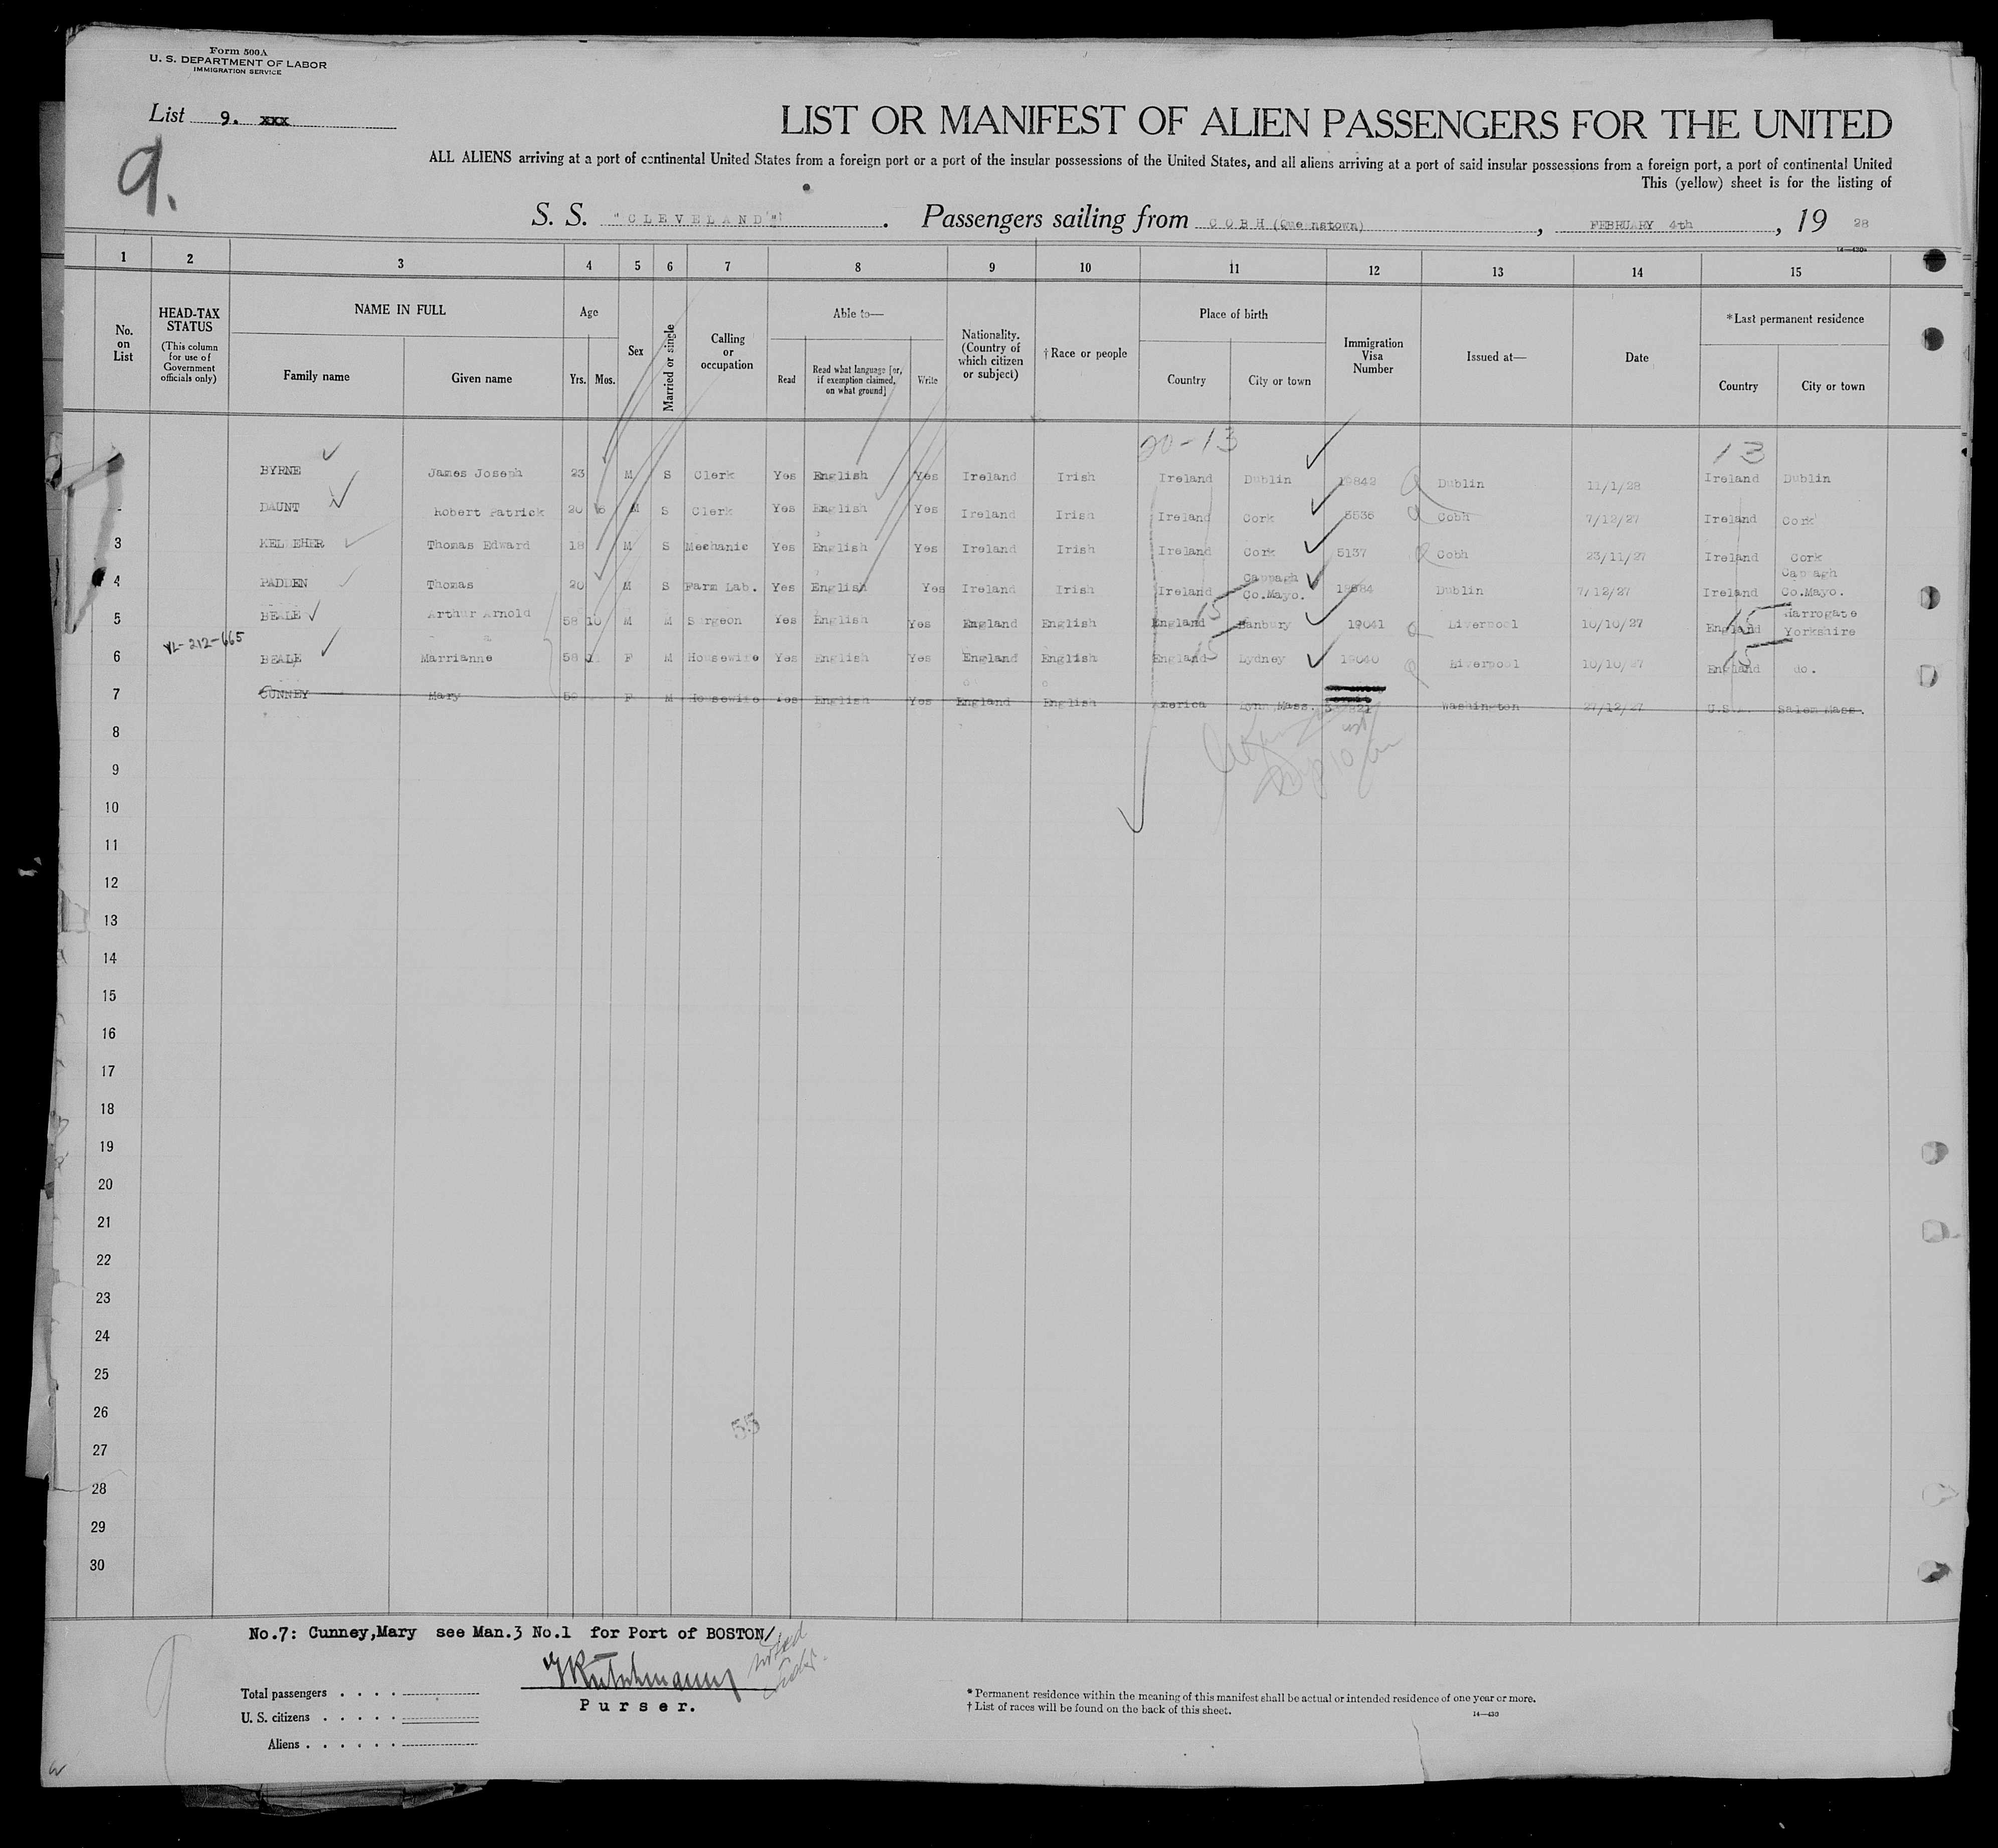 Form 500A
U. S. DEPARTMENT OF LABOR
IMMIGRATION SERVICE
List 9. xxx
9.
LIST OR MANIFEST OF ALIEN PASSENGERS FOR THE UNITED
ALL ALIENS arriving at a port of continental United States from a foreign port or a port of the insular possessions of the United States, and all aliens arriving at a port of said insular possessions from a foreign port, a port of continental United
This (yellow) sheet is for the listing of
S. S. "CLEVELAND". Passengers sailing from COBH (Queenstown), FEBRUARY 4th, 19 28
14—430a
1 2 3 4 5 6 7 8 9 10 11 12 13 14 15
No. on List
HEAD-TAX STATUS (This column for use of Government officials only)
NAME IN FULL Family name Given name
Age Yrs. Mos.
Sex
Married or single
Calling or occupation
Able to— Read Read what language [or, if exemption claimed, on what ground] Write
Nationality. (Country of which citizen or subject)
† Race or people
Place of birth Country City or town
Immigration Visa Number
Issued at—
Date
*Last permanent residence Country City or town
20-13 13
BYRNE James Joseph 23 M S Clerk Yes English Yes Ireland Irish Ireland Dublin Dublin 11/1/28 Ireland Dublin
DAUNT Robert Patrick 20 6 M S Clerk Yes English Yes Ireland Irish Ireland Cork 5536 Cobh 7/12/27 Ireland Cork
3 KELLEHER Thomas Edward 18 M S Mechanic Yes English Yes Ireland Irish Ireland Cork 5137 Cobh 23/11/27 Ireland Cork
4 PADDEN Thomas 20 M S Farm Lab. Yes English Yes Ireland Irish Ireland Cappagh Co.Mayo. Dublin 7/12/27 Ireland Cappagh Co.Mayo.
5 BEALE Arthur Arnold 58 10 M M Surgeon Yes English Yes England English England 15 Banbury 19041 Liverpool 10/10/27 England 15 Harrogate Yorkshire
VL-212-665
6 BEALE Marrianne 58 F M Housewife Yes English Yes England English England 15 Lydney 19040 Liverpool 10/10/27 England 15 do.
7 CUNNEY Mary 59 F M Housewife Yes English Yes England English America Lynn Mass. Washington 27/12/27 U.S.A. Salem Mass.
8
9
10
11
12
13
14
15
16
17
18
19
20
21
22
23
24
25
26
55
27
28
29
30
No.7: Cunney,Mary see Man.3 No.1 for Port of BOSTON/
Purser.
Total passengers . . . .
U. S. citizens . . . . .
Aliens . . . . . .
* Permanent residence within the meaning of this manifest shall be actual or intended residence of one year or more.
† List of races will be found on the back of this sheet.
14—430